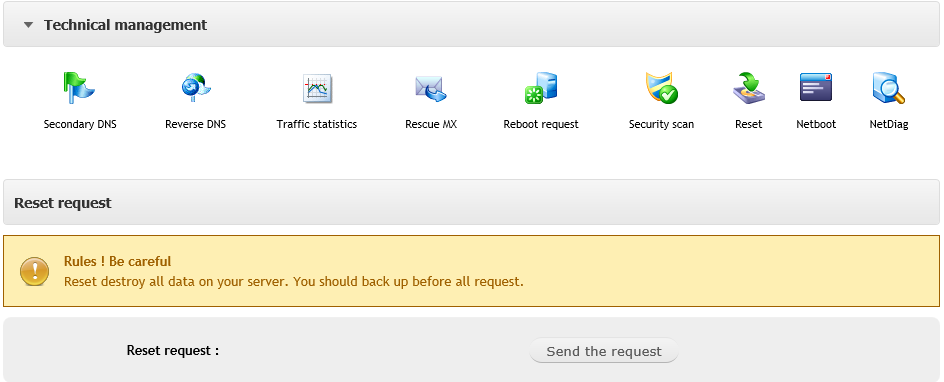 Technical management
Secondary DNS Reverse DNS Traffic statistics Rescue MX Reboot request Security scan Reset Netboot NetDiag
Reset request
Rules ! Be careful
Reset destroy all data on your server. You should back up before all request.
Reset request : Send the request